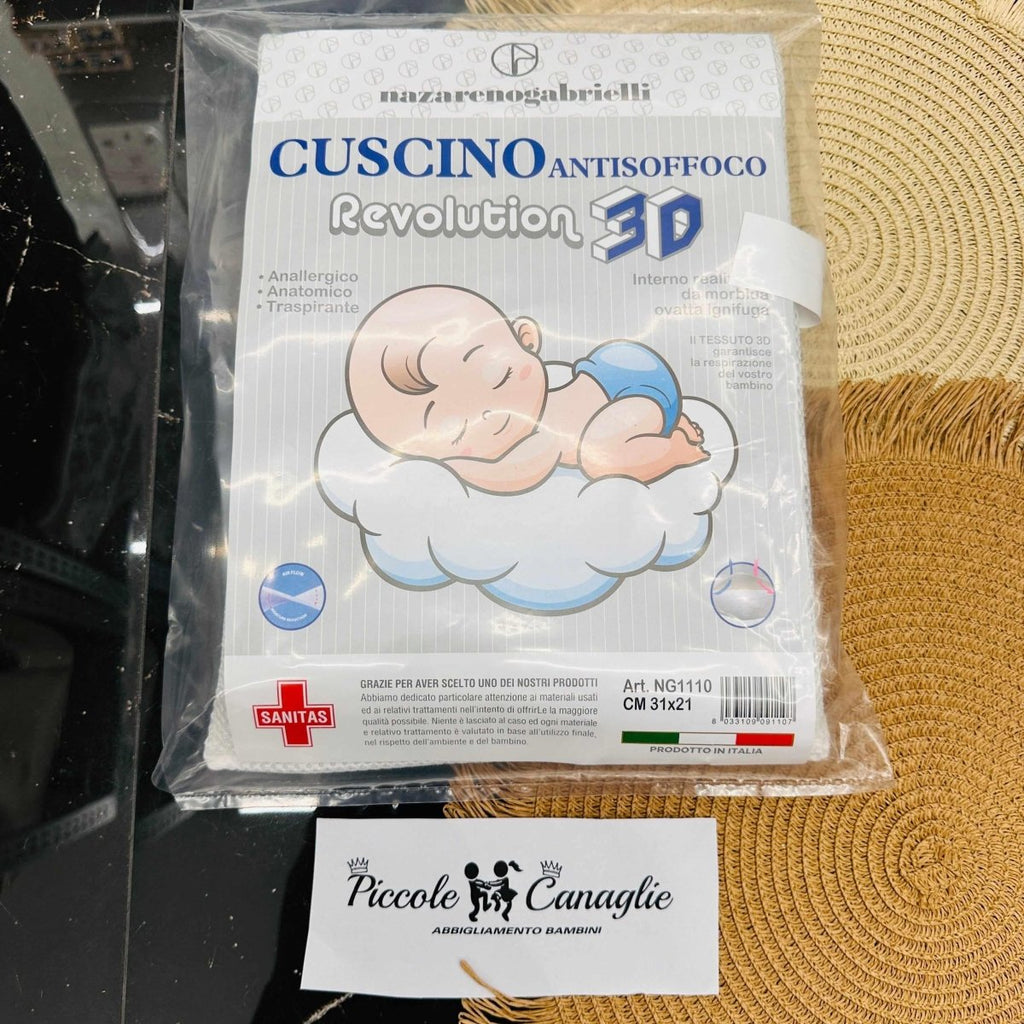 nazarenogabrielli
CUSCINO ANTISOFFOCO
Revolution 3D
• Anallergico
• Anatomico
• Traspirante
Interno
da morbida
ovatta ignifuga
Il TESSUTO 3D
garantisce
la respirazione
del vostro
bambino
AIR FLOW
SANITAS
GRAZIE PER AVER SCELTO UNO DEI NOSTRI PRODOTTI
Abbiamo dedicato particolare attenzione ai materiali usati
ed ai relativi trattamenti nell'intento di offrirLe la maggiore
qualità possibile. Niente è lasciato al caso ed ogni materiale
e relativo trattamento è valutato in base all'utilizzo finale,
nel rispetto dell'ambiente e del bambino.
Art. NG1110
CM 31x21
8 033109 091107
PRODOTTO IN ITALIA
Piccole Canaglie
ABBIGLIAMENTO BAMBINI